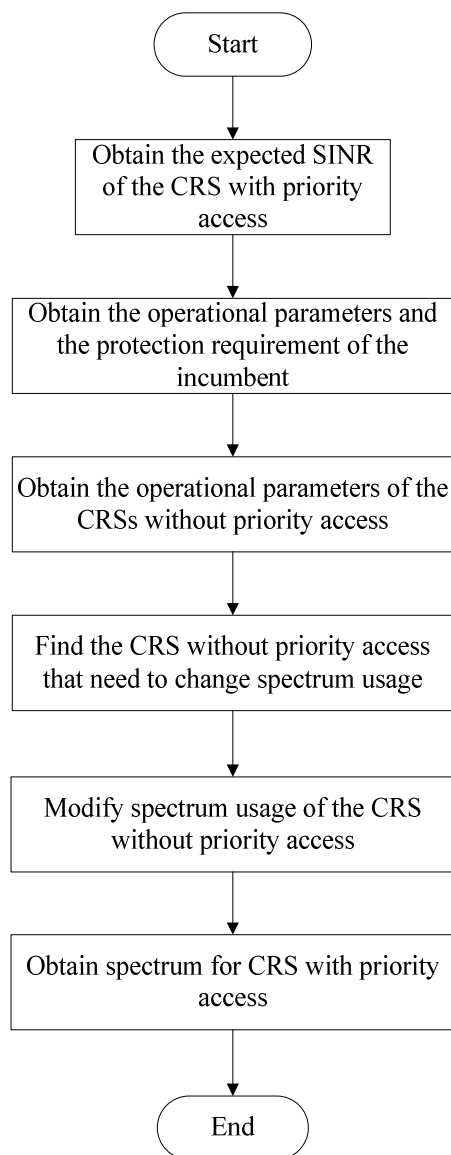 Start
Obtain the expected SINR
of the CRS with priority
access
Obtain the operational parameters and
the protection requirement of the
incumbent
Obtain the operational parameters of the
CRSs without priority access
Find the CRS without priority access
that need to change spectrum usage
Modify spectrum usage of the CRS
without priority access
Obtain spectrum for CRS with priority
access
End